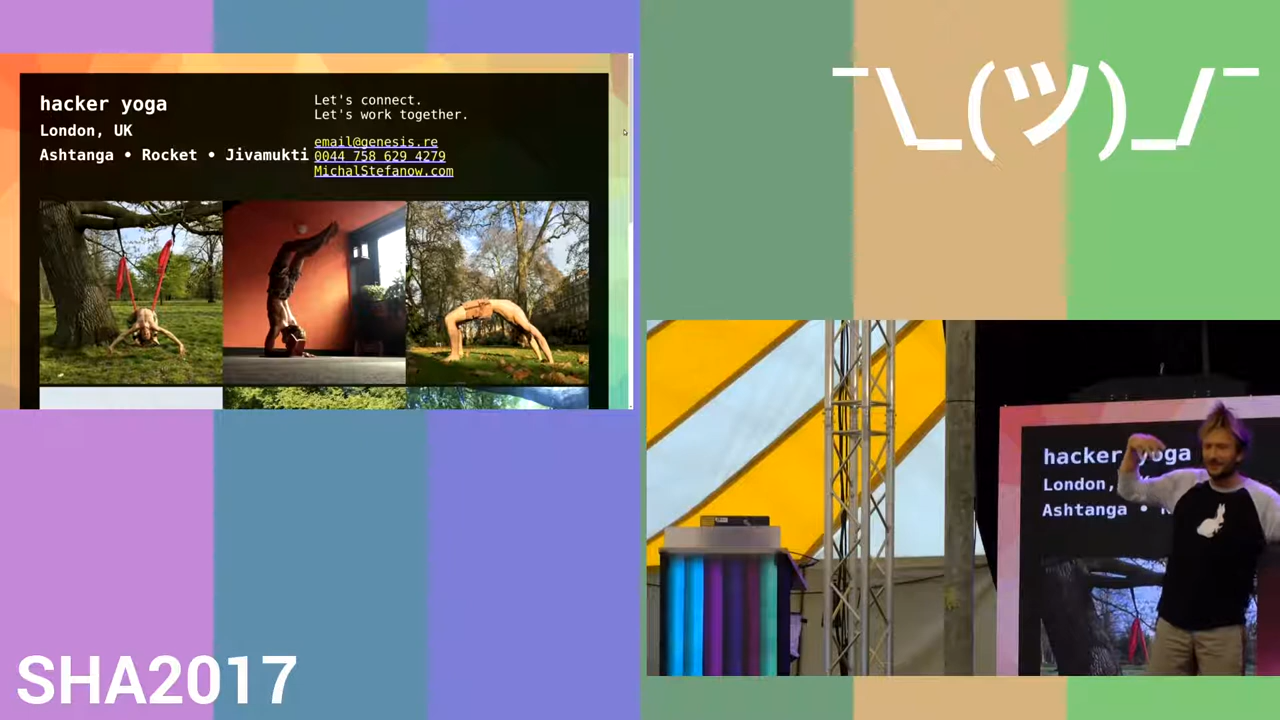 hacker yoga
London, UK
Ashtanga • Rocket • Jivamukti
Let's connect.
Let's work together.
email@genesis.re
0044 758 629 4279
MichalStefanow.com
¯\_(ツ)_/¯
hacker yoga
London,
Ashtanga •
SHA2017